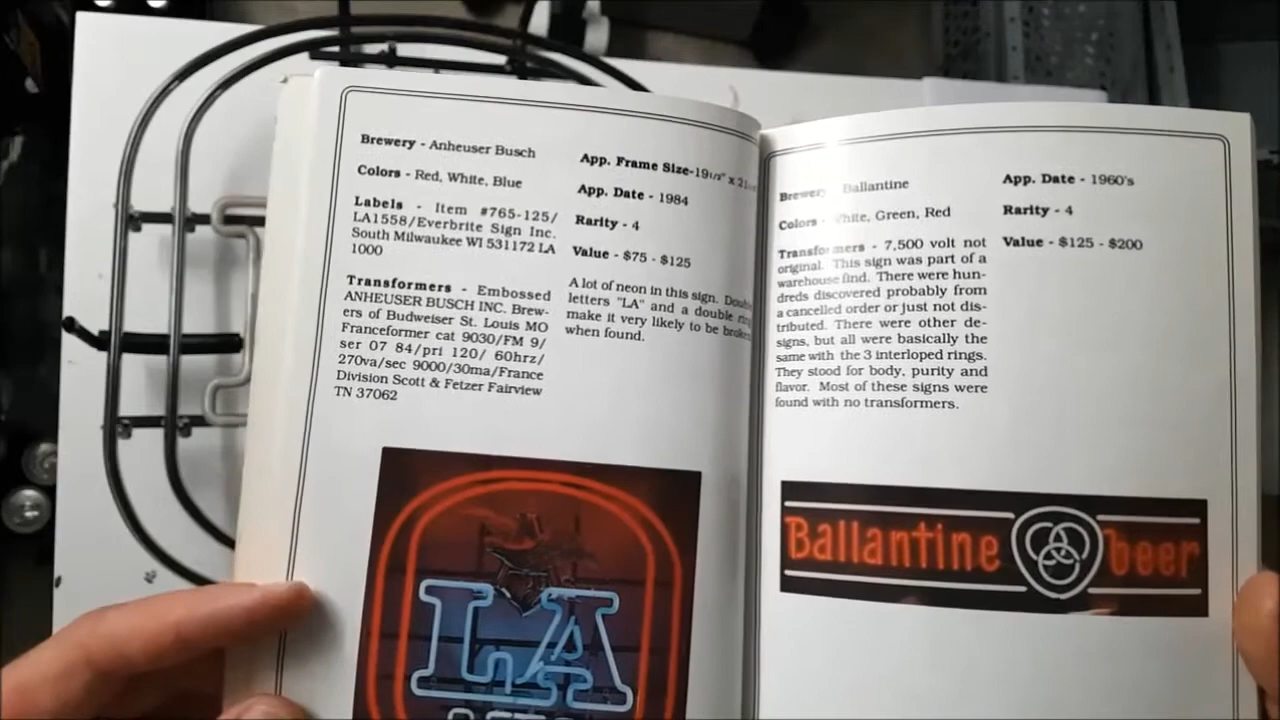 Brewery - Anheuser Busch
Colors - Red, White, Blue
Labels - Item #765-125/
LA1558/Everbrite Sign Inc.
South Milwaukee WI 531172 LA
1000
Transformers - Embossed
ANHEUSER BUSCH INC. Brew-
ers of Budweiser St. Louis MO
Franceformer cat 9030/FM 9/
ser 07 84/pri 120/ 60hrz/
270va/sec 9000/30ma/France
Division Scott & Fetzer Fairview
TN 37062
App. Frame Size-19½" x
App. Date - 1984
Rarity - 4
Value - $75 - $125
A lot of neon in this sign. Double
letters "LA" and a double ring
make it very likely to be broken
when found.
LA
Brewery Ballantine
Colors - White, Green, Red
Transformers - 7,500 volt not
original. This sign was part of a
warehouse find. There were hun-
dreds discovered probably from
a cancelled order or just not dis-
tributed. There were other de-
signs, but all were basically the
same with the 3 interloped rings.
They stood for body, purity and
flavor. Most of these signs were
found with no transformers.
App. Date - 1960's
Rarity - 4
Value - $125 - $200
Ballantine beer